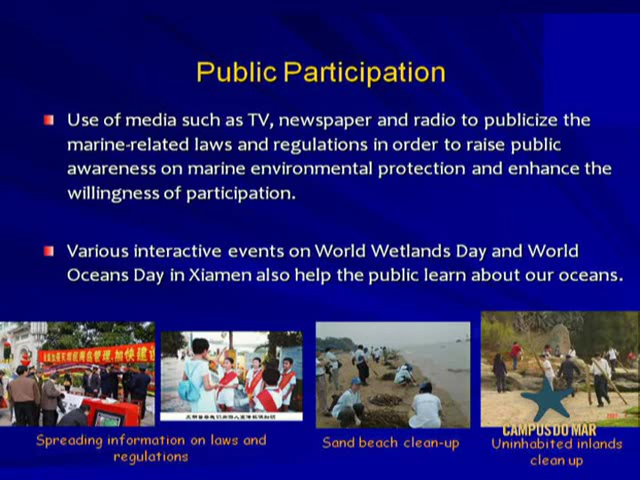 Public Participation
Use of media such as TV, newspaper and radio to publicize the
marine-related laws and regulations in order to raise public
awareness on marine environmental protection and enhance the
willingness of participation.
Various interactive events on World Wetlands Day and World
Oceans Day in Xiamen also help the public learn about our oceans.
CAMPUS DO MAR
Spreading information on laws and
regulations
Sand beach clean-up
Uninhabited inlands
clean up